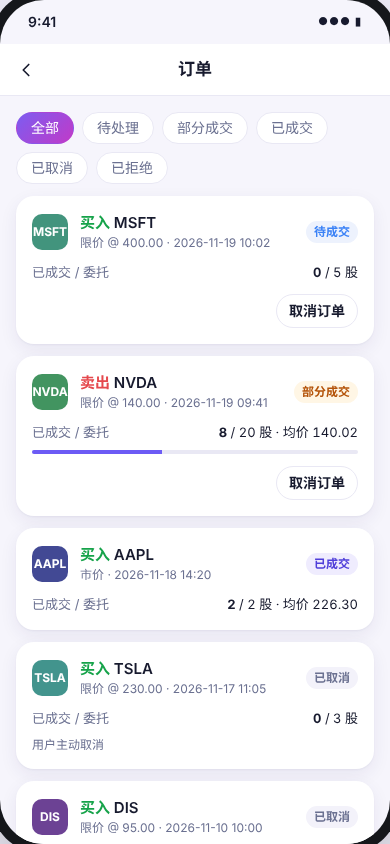 9:41
订单
全部 待处理 部分成交 已成交
已取消 已拒绝
MSFT 买入 MSFT 待成交
限价 @ 400.00 · 2026-11-19 10:02
已成交 / 委托 0 / 5 股
取消订单
NVDA 卖出 NVDA 部分成交
限价 @ 140.00 · 2026-11-19 09:41
已成交 / 委托 8 / 20 股 · 均价 140.02
取消订单
AAPL 买入 AAPL 已成交
市价 · 2026-11-18 14:20
已成交 / 委托 2 / 2 股 · 均价 226.30
TSLA 买入 TSLA 已取消
限价 @ 230.00 · 2026-11-17 11:05
已成交 / 委托 0 / 3 股
用户主动取消
DIS 买入 DIS 已取消
限价 @ 95.00 · 2026-11-10 10:00